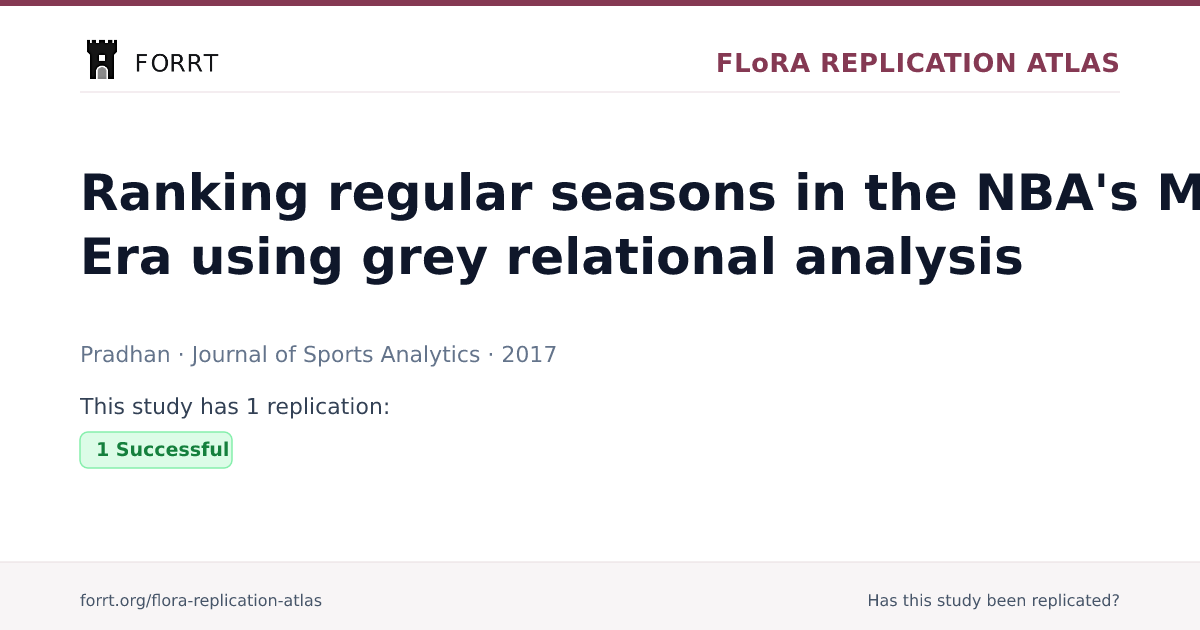 FORRT
FLoRA REPLICATION ATLAS
Ranking regular seasons in the NBA's M
Era using grey relational analysis
Pradhan · Journal of Sports Analytics · 2017
This study has 1 replication:
1 Successful
forrt.org/flora-replication-atlas
Has this study been replicated?